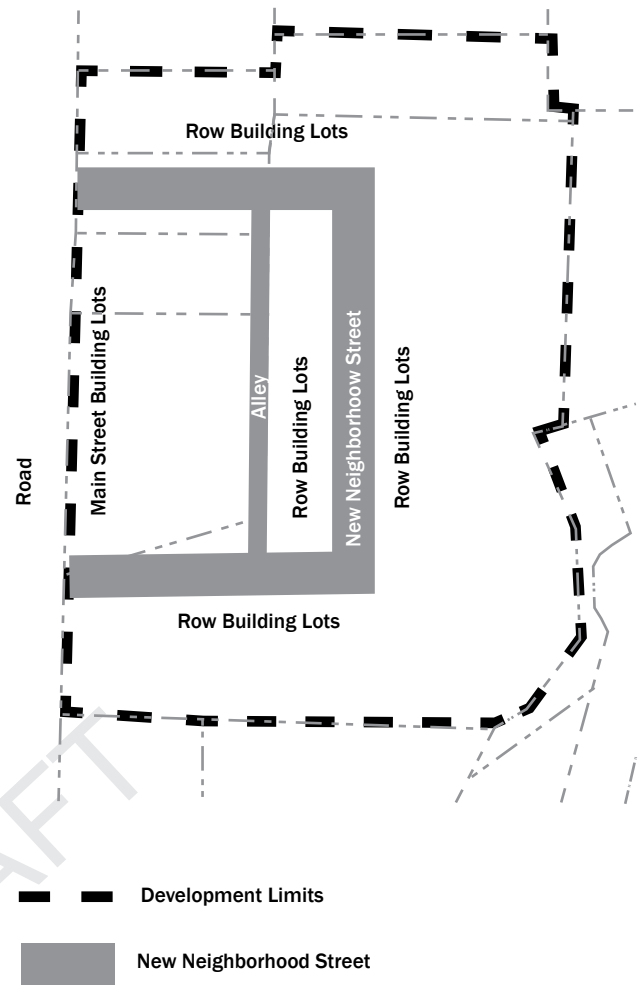 Row Building Lots
Main Street Building Lots
Road
Alley
Row Building Lots
New Neighborhoow Street
Row Building Lots
Row Building Lots
AFT
Development Limits
New Neighborhood Street